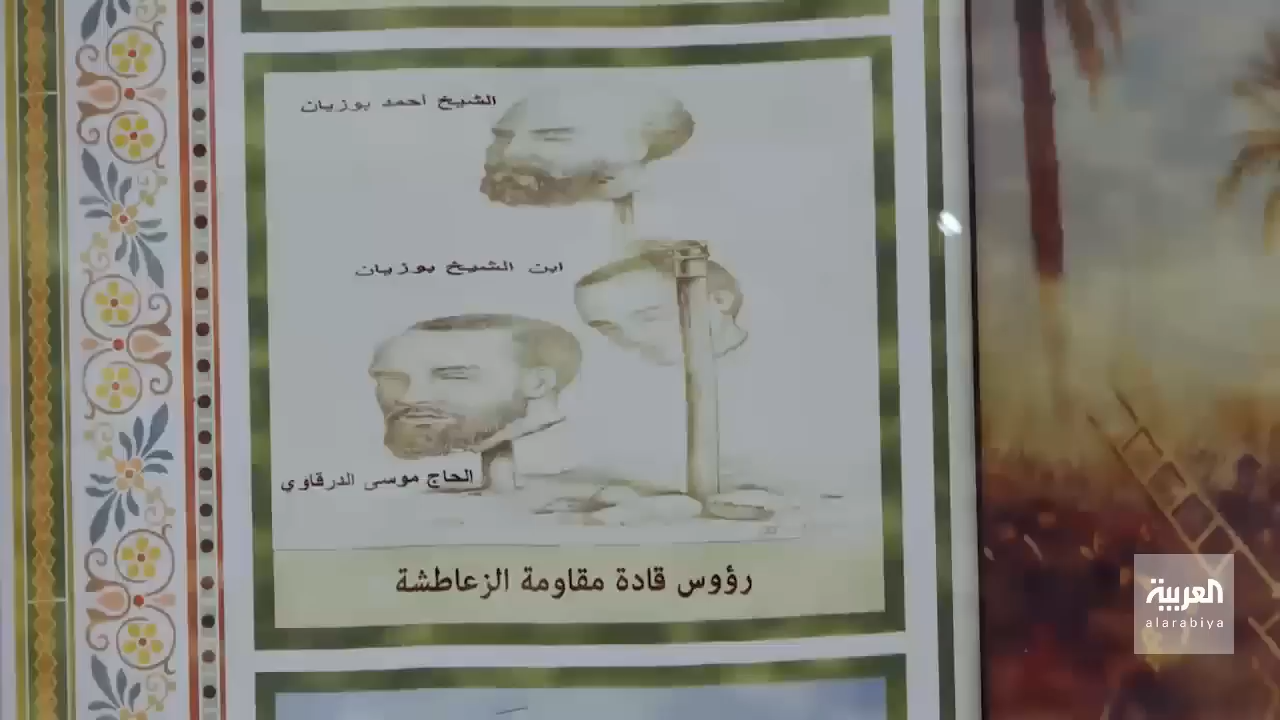 الشيخ احمد بوزيان
ابن الشيخ بوزيان
الحاج موسى الدرقاوي
رؤوس قادة مقاومة الزعاطشة
العربية
alarabiya